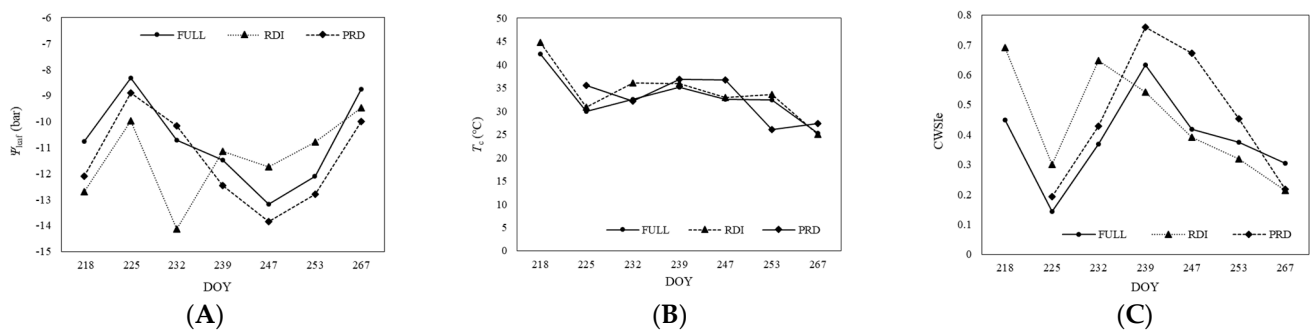 -6
-7
-8
-9
-10
-11
-12
-13
-14
-15
Ψleaf (bar)
FULL RDI PRD
218 225 232 239 247 253 267
DOY
(A)
50
45
40
35
30
25
20
15
10
5
0
Tc (°C)
FULL RDI PRD
218 225 232 239 247 253 267
DOY
(B)
0.8
0.7
0.6
0.5
0.4
0.3
0.2
0.1
0
CWSIe
FULL RDI PRD
218 225 232 239 247 253 267
DOY
(C)